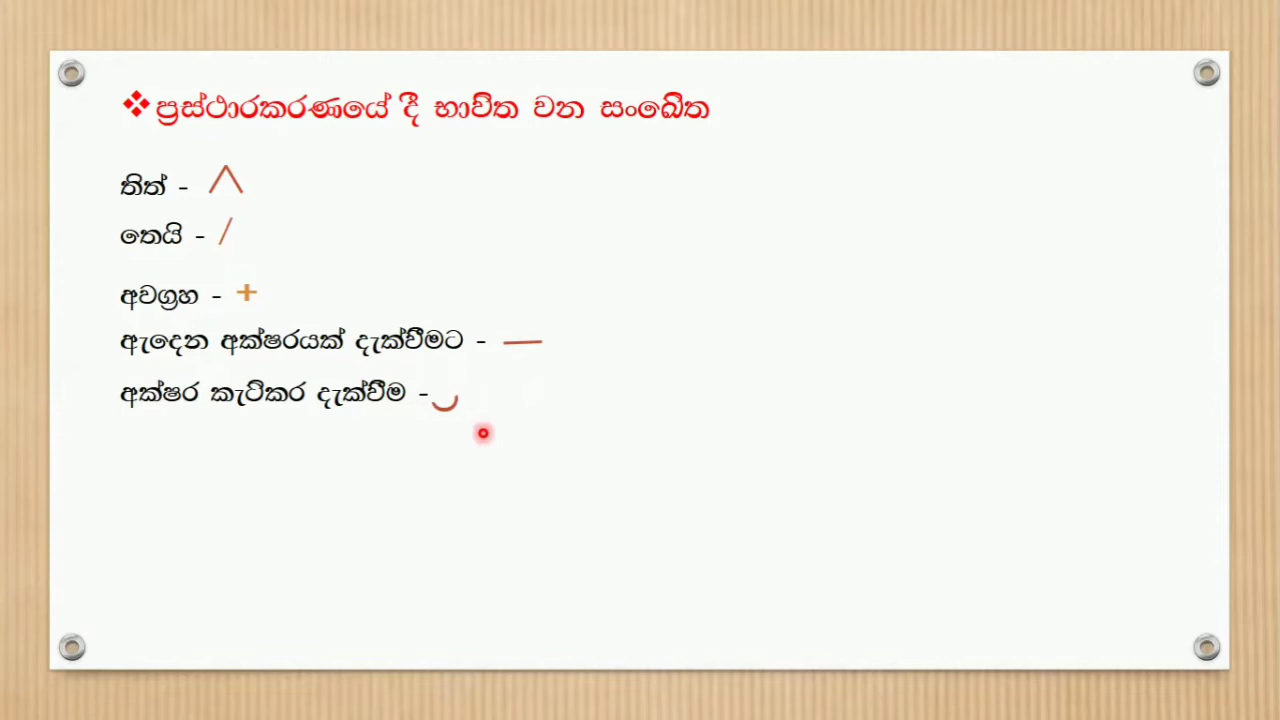 ❖ප්‍රස්ථාරකරණයේ දී භාවිත වන සංඛේත
තිත් - ^
තෙයි - /
අවග්‍රහ - +
ඇදෙන අක්ෂරයක් දැක්වීමට - —
අක්ෂර කැටිකර දැක්වීම - ◡